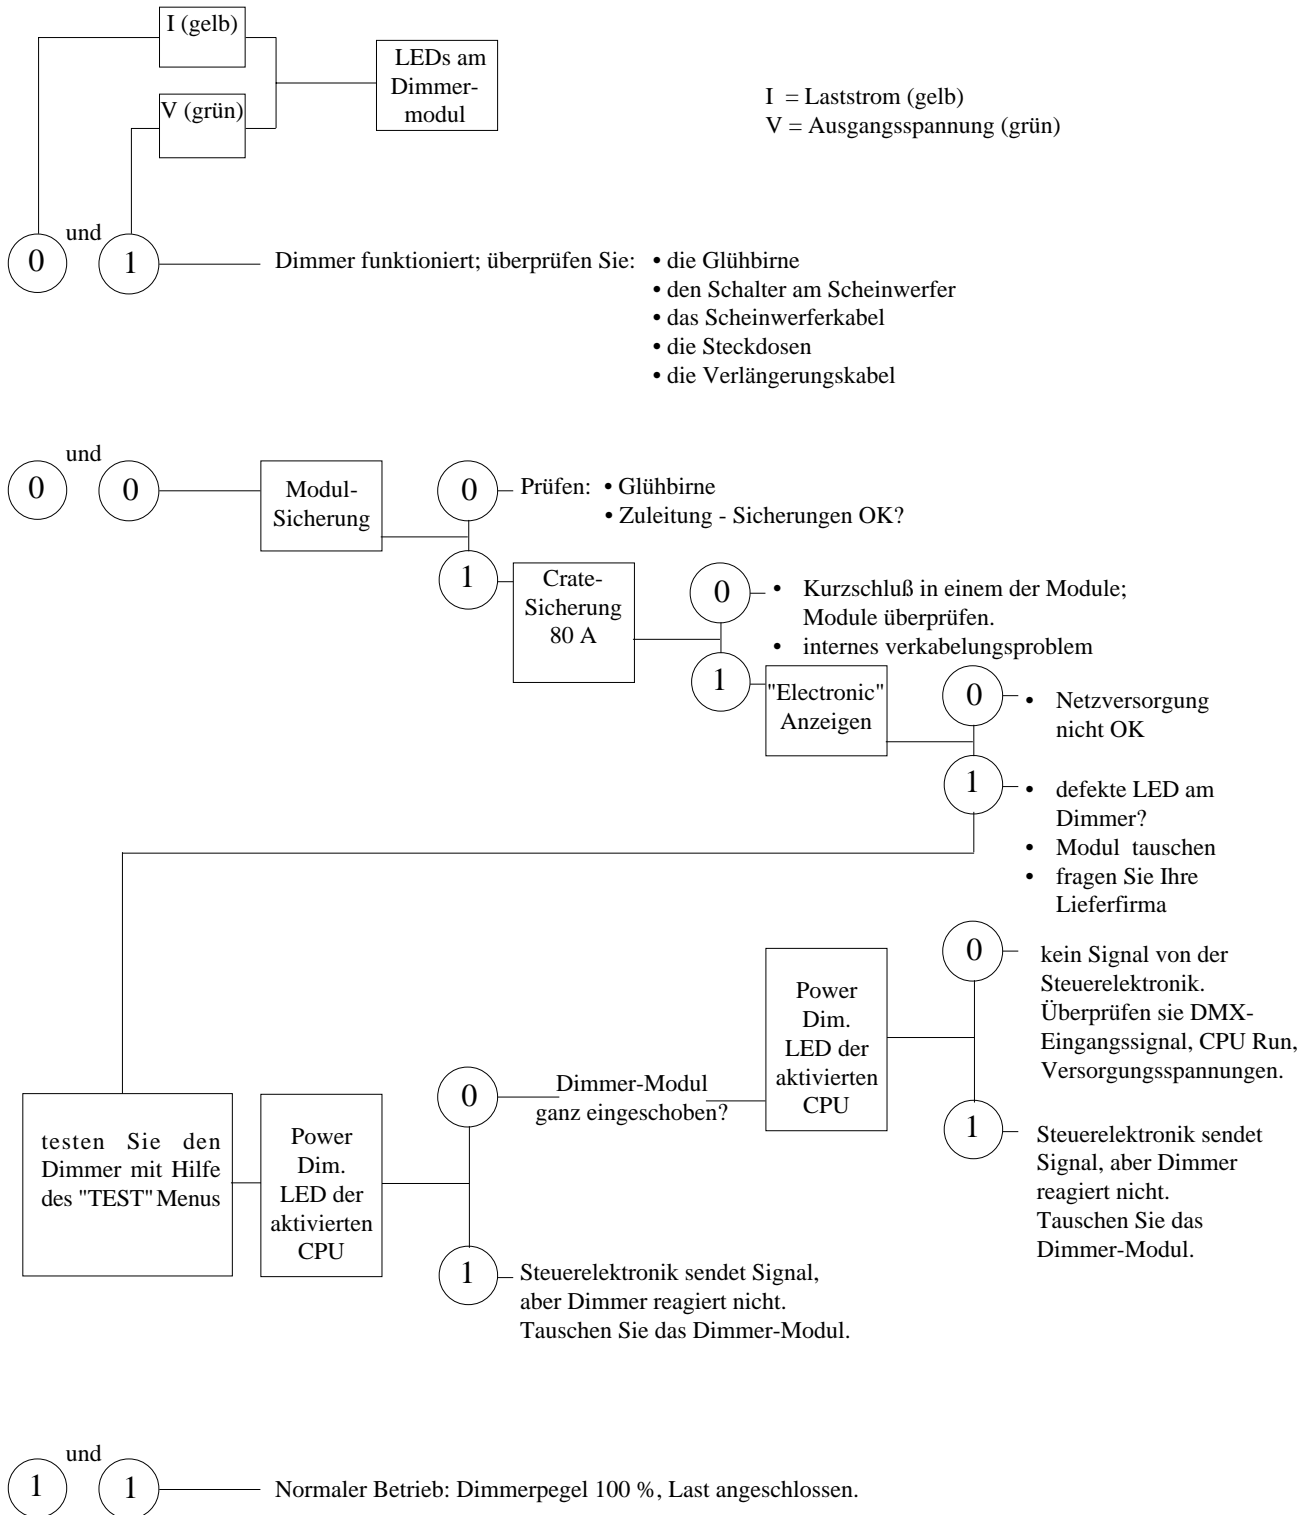 I (gelb)
V (grün)
LEDs am
Dimmer-
modul
I = Laststrom (gelb)
V = Ausgangsspannung (grün)
0 und 1
Dimmer funktioniert; überprüfen Sie: • die Glühbirne
• den Schalter am Scheinwerfer
• das Scheinwerferkabel
• die Steckdosen
• die Verlängerungskabel
0 und 0
Modul-
Sicherung
0
Prüfen: • Glühbirne
• Zuleitung - Sicherungen OK?
1
Crate-
Sicherung
80 A
0
• Kurzschluß in einem der Module;
Module überprüfen.
• internes verkabelungsproblem
1
"Electronic"
Anzeigen
0
• Netzversorgung
nicht OK
1
• defekte LED am
Dimmer?
• Modul tauschen
• fragen Sie Ihre
Lieferfirma
testen Sie den
Dimmer mit Hilfe
des "TEST" Menus
Power
Dim.
LED der
aktivierten
CPU
0
Dimmer-Modul
ganz eingeschoben?
Power
Dim.
LED der
aktivierten
CPU
0
kein Signal von der
Steuerelektronik.
Überprüfen sie DMX-
Eingangssignal, CPU Run,
Versorgungsspannungen.
1
Steuerelektronik sendet
Signal, aber Dimmer
reagiert nicht.
Tauschen Sie das
Dimmer-Modul.
1
Steuerelektronik sendet Signal,
aber Dimmer reagiert nicht.
Tauschen Sie das Dimmer-Modul.
1 und 1
Normaler Betrieb: Dimmerpegel 100 %, Last angeschlossen.